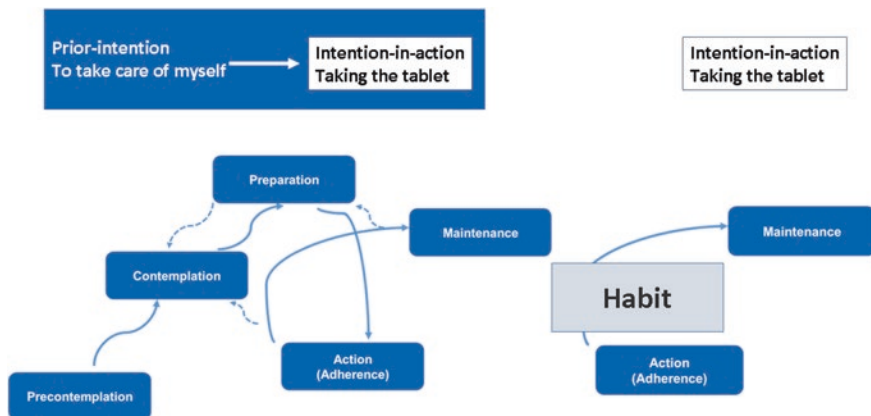 Prior-intention
To take care of myself
Intention-in-action
Taking the tablet
Intention-in-action
Taking the tablet
Preparation
Maintenance
Maintenance
Contemplation
Habit
Action
(Adherence)
Action
(Adherence)
Precontemplation